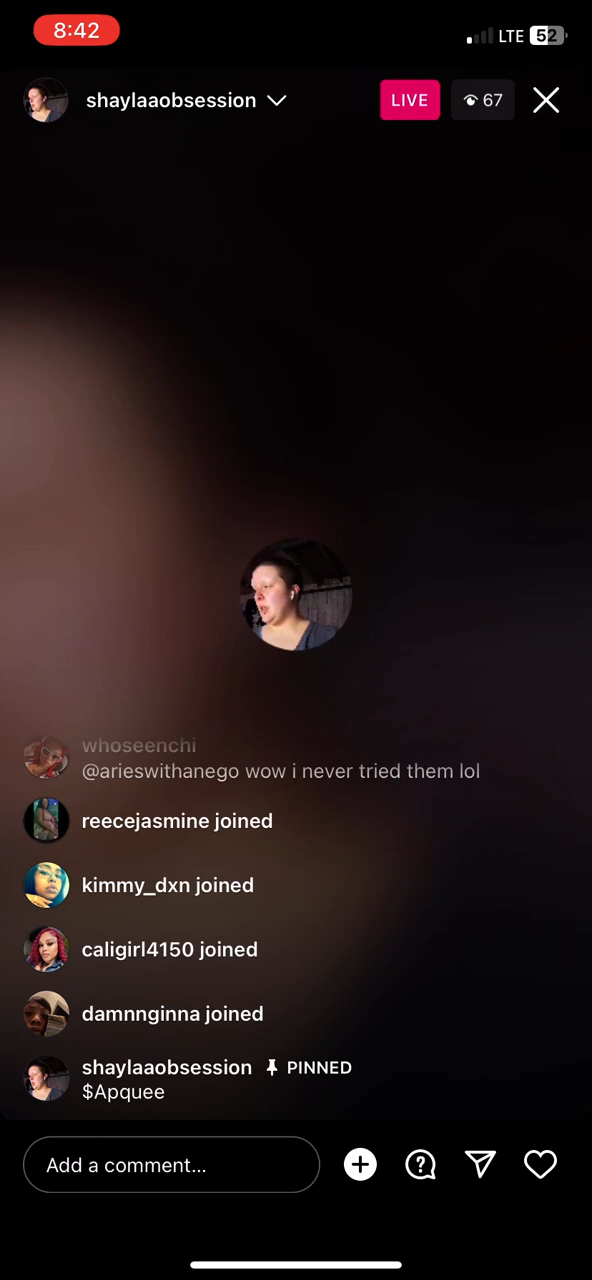 8:42
LTE 52
shaylaaobsession
LIVE
67
whoseenchi
@arieswithanego wow i never tried them lol
reecejasmine joined
kimmy_dxn joined
caligirl4150 joined
damnnginna joined
shaylaaobsession PINNED
$Apquee
Add a comment...